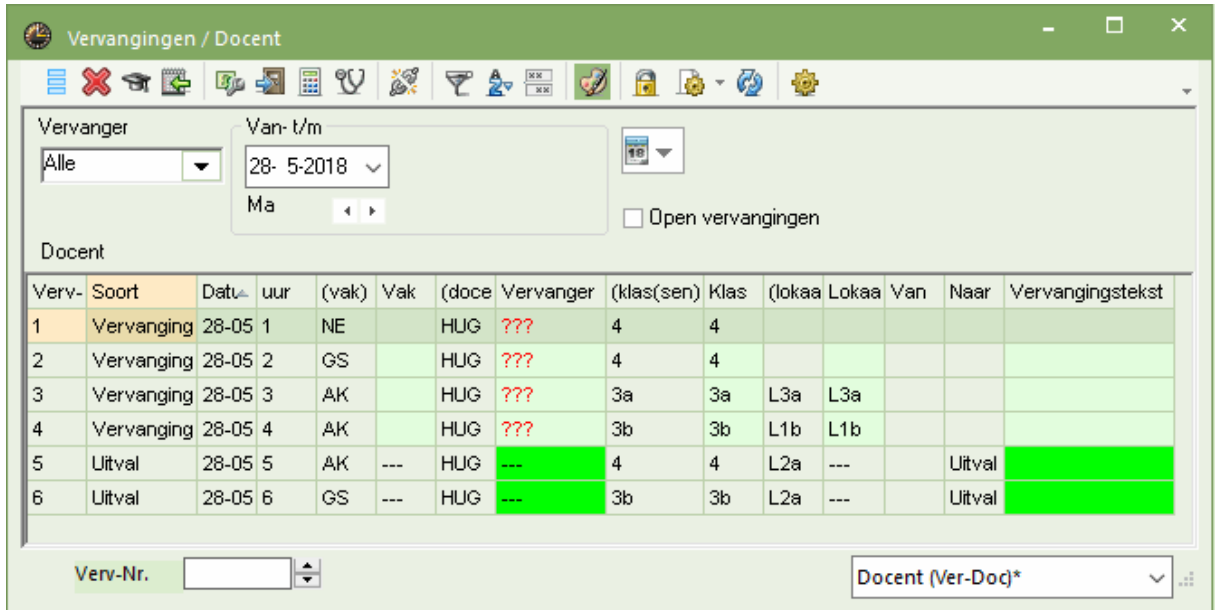 Vervangingen / Docent
Vervanger Van- t/m
Alle 28- 5-2018 18
Ma
Open vervangingen
Docent
Verv- Soort Datu uur (vak) Vak (doce Vervanger (klas(sen) Klas (lokaa Lokaa Van Naar Vervangingstekst
1 Vervanging 28-05 1 NE HUG ??? 4 4
2 Vervanging 28-05 2 GS HUG ??? 4 4
3 Vervanging 28-05 3 AK HUG ??? 3a 3a L3a L3a
4 Vervanging 28-05 4 AK HUG ??? 3b 3b L1b L1b
5 Uitval 28-05 5 AK --- HUG --- 4 4 L2a --- Uitval
6 Uitval 28-05 6 GS --- HUG --- 3b 3b L2a --- Uitval
Verv-Nr. Docent (Ver-Doc)*